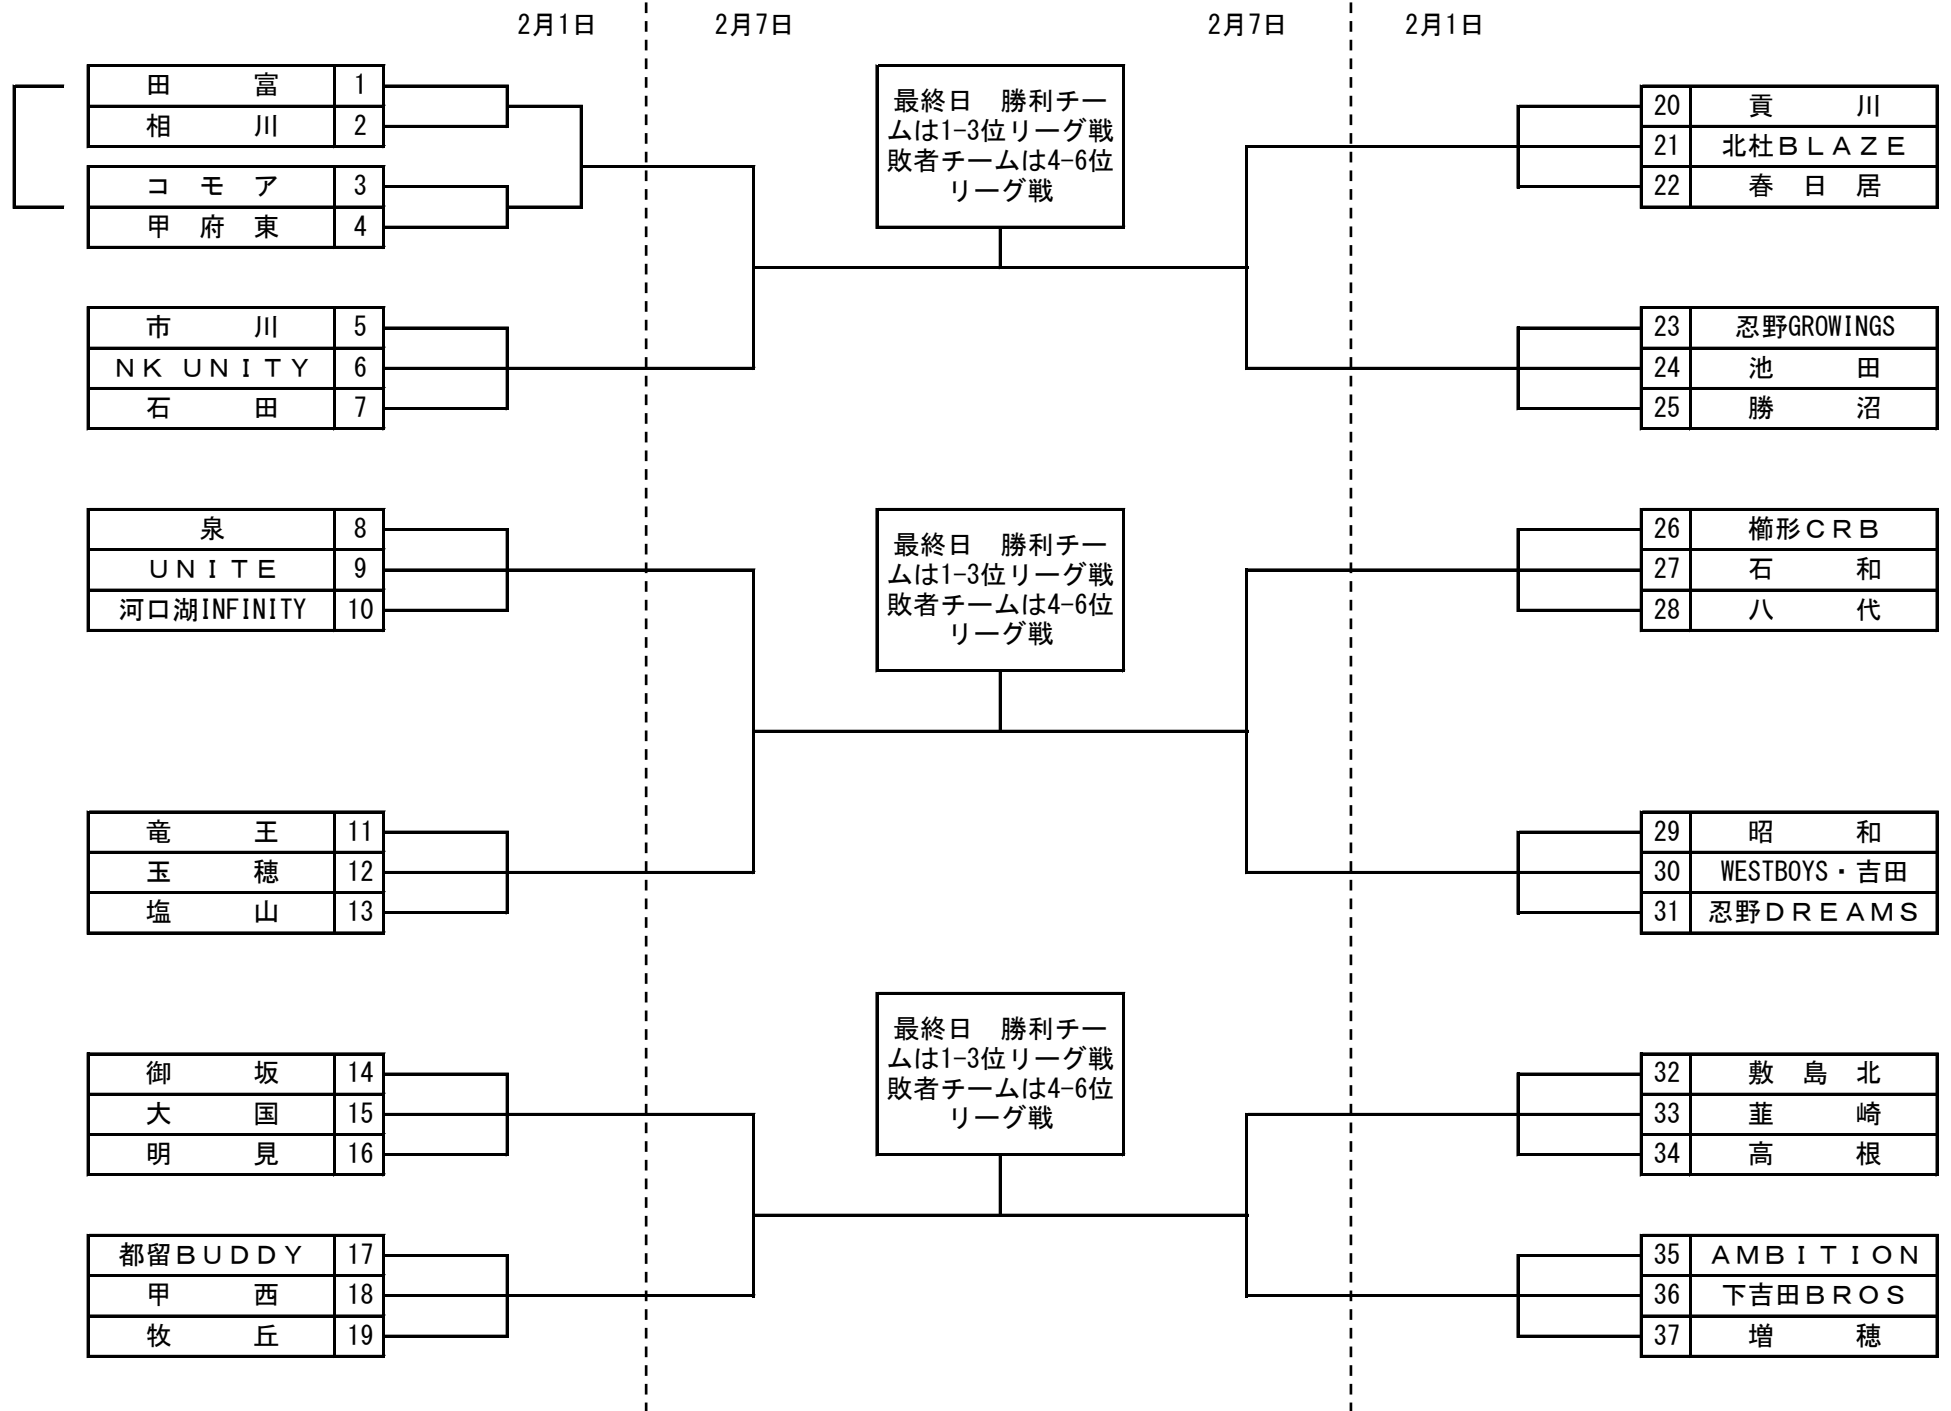 2月1日
2月7日
2月7日
2月1日
田 富 1
相 川 2
コ モ ア 3
甲 府 東 4
市 川 5
ＮＫ ＵＮＩＴＹ 6
石 田 7
泉 8
ＵＮＩＴＥ 9
河口湖INFINITY 10
竜 王 11
玉 穂 12
塩 山 13
御 坂 14
大 国 15
明 見 16
都留ＢＵＤＤＹ 17
甲 西 18
牧 丘 19
最終日　勝利チー
ムは1-3位リーグ戦
敗者チームは4-6位
リーグ戦
最終日　勝利チー
ムは1-3位リーグ戦
敗者チームは4-6位
リーグ戦
最終日　勝利チー
ムは1-3位リーグ戦
敗者チームは4-6位
リーグ戦
20 貢 川
21 北杜ＢＬＡＺＥ
22 春 日 居
23 忍野GROWINGS
24 池 田
25 勝 沼
26 櫛形ＣＲＢ
27 石 和
28 八 代
29 昭 和
30 WESTBOYS・吉田
31 忍野ＤＲＥＡＭＳ
32 敷 島 北
33 韮 崎
34 高 根
35 ＡＭＢＩＴＩＯＮ
36 下吉田ＢＲＯＳ
37 増 穂